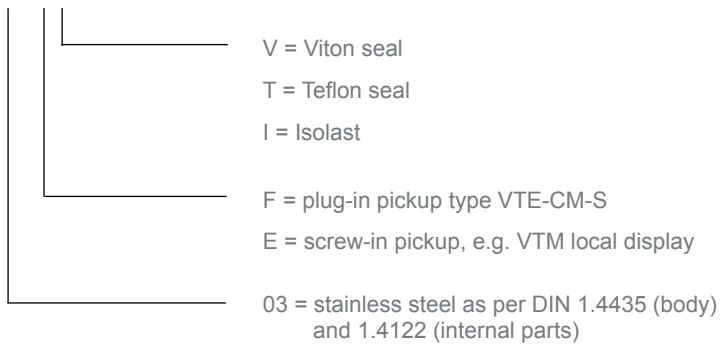 V = Viton seal
T = Teflon seal
I = Isolast
F = plug-in pickup type VTE-CM-S
E = screw-in pickup, e.g. VTM local display
03 = stainless steel as per DIN 1.4435 (body)
and 1.4122 (internal parts)